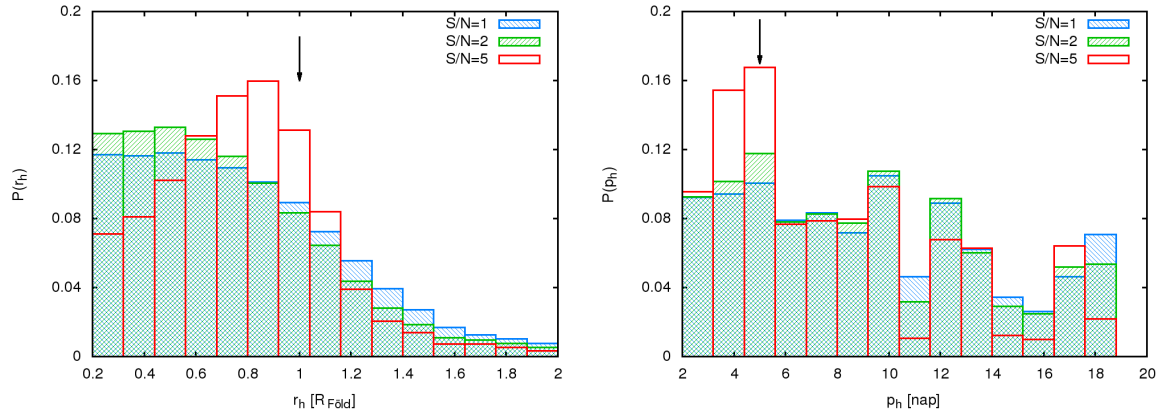 0.2
0.16
0.12
0.08
0.04
0
P(r_h)
S/N=1
S/N=2
S/N=5
0.2 0.4 0.6 0.8 1 1.2 1.4 1.6 1.8 2
r_h [R_Föld]
0.2
0.16
0.12
0.08
0.04
0
P(p_h)
S/N=1
S/N=2
S/N=5
2 4 6 8 10 12 14 16 18 20
p_h [nap]